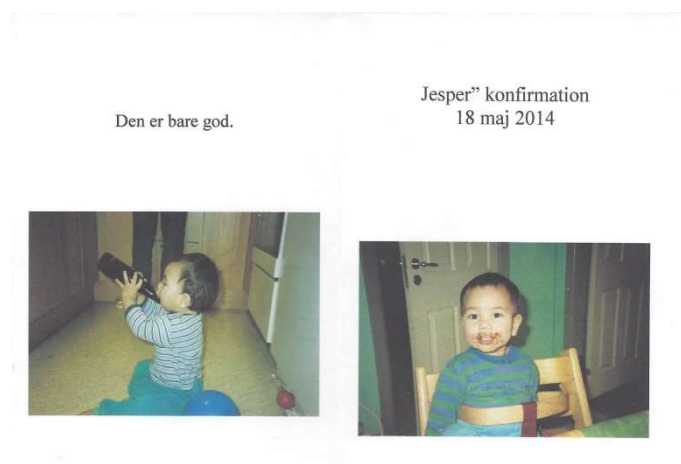 Den er bare god.
Jesper” konfirmation
18 maj 2014